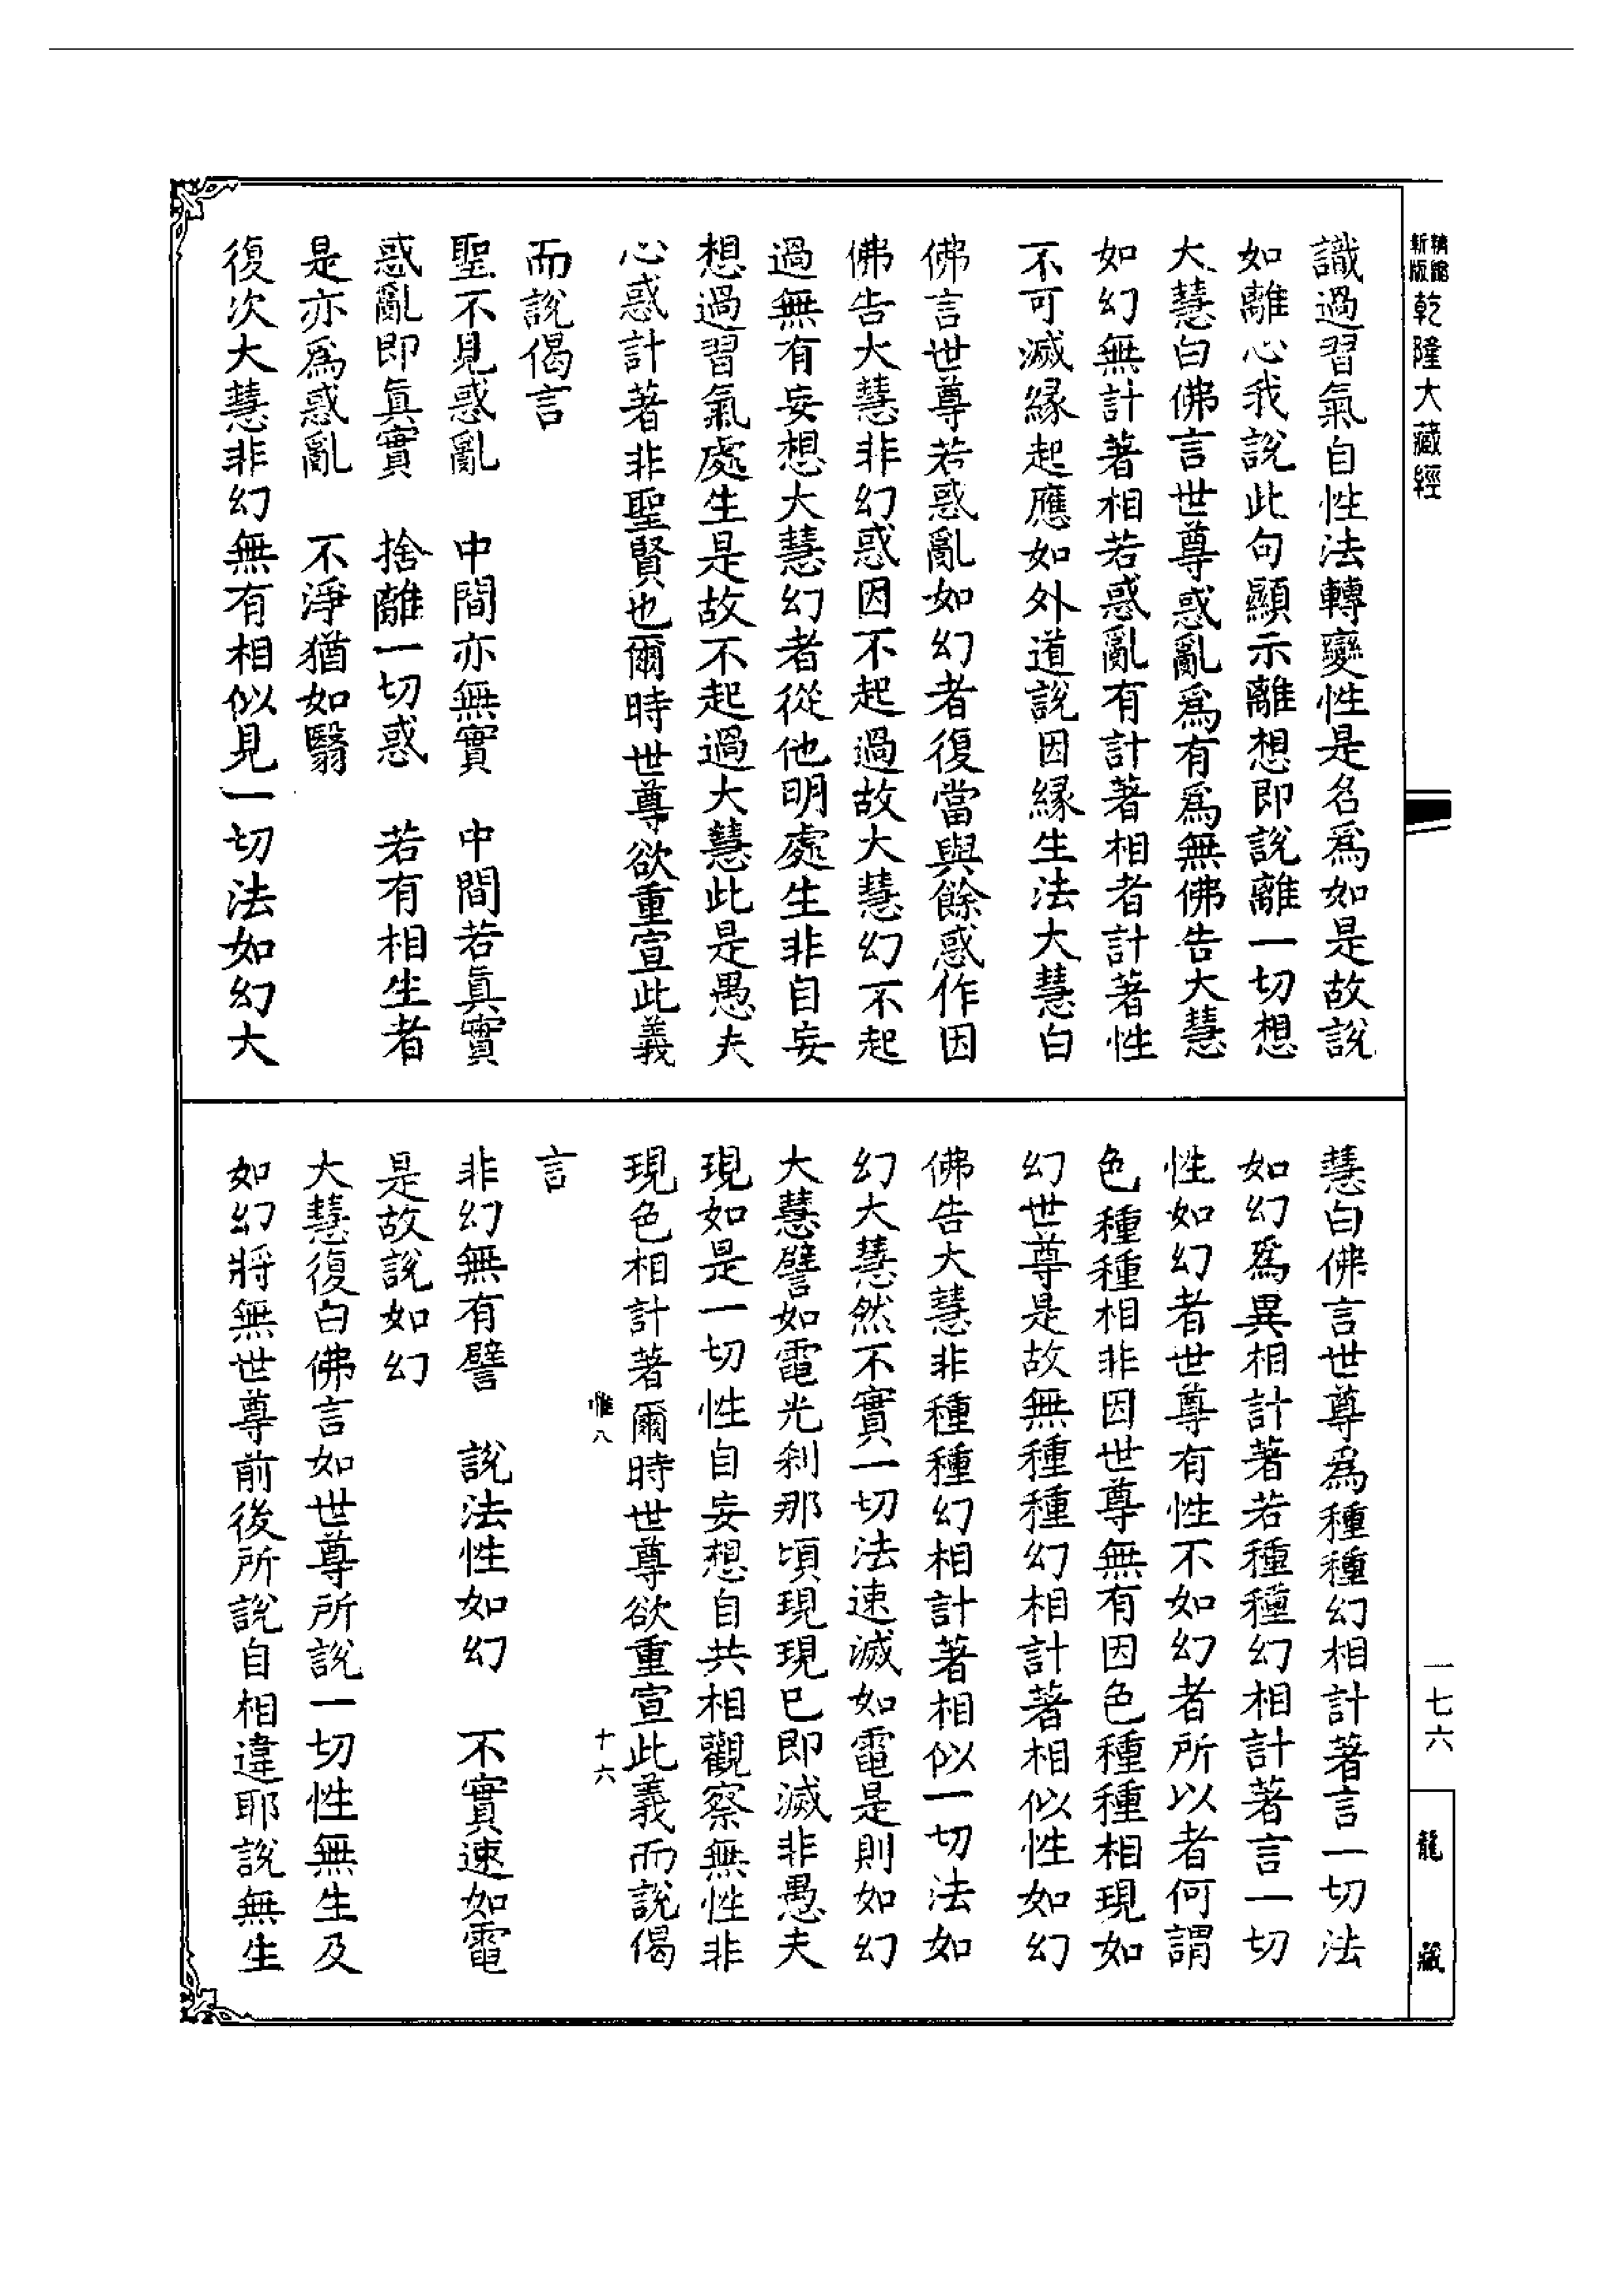 精縮
新版
乾隆大藏經
一七六
龍藏
識過習氣自性法轉變性是名爲如是故說
如離心我說此句顯示離想即說離一切想
大慧白佛言世尊惑亂爲有爲無佛告大慧
如幻無計著相若惑亂有計著相者計著性
不可滅緣起應如外道說因緣生法大慧白
佛言世尊若惑亂如幻者復當與餘惑作因
佛告大慧非幻惑因不起過故大慧幻不起
過無有妄想大慧幻者從他明處生非自妄
想過習氣處生是故不起過大慧此是愚夫
心惑計著非聖賢也爾時世尊欲重宣此義
而說偈言
聖不見惑亂 中間亦無實 中間若真實
惑亂即真實 捨離一切惑 若有相生者
是亦爲惑亂 不淨猶如翳
復次大慧非幻無有相似見一切法如幻大
慧白佛言世尊爲種種幻相計著言一切法
如幻爲異相計著若種種幻相計著言一切
性如幻者世尊有性不如幻者所以者何謂
色種種相非因世尊無有因色種種相現如
幻世尊是故無種種幻相計著相似性如幻
佛告大慧非種種幻相計著相似一切法如
幻大慧然不實一切法速滅如電是則如幻
大慧譬如電光刹那頃現現已即滅非愚夫
現如是一切性自妄想自共相觀察無性非
現色相計著爾時世尊欲重宣此義而說偈
惟八 十六
言
非幻無有譬 說法性如幻 不實速如電
是故說如幻
大慧復白佛言如世尊所說一切性無生及
如幻將無世尊前後所說自相違耶說無生